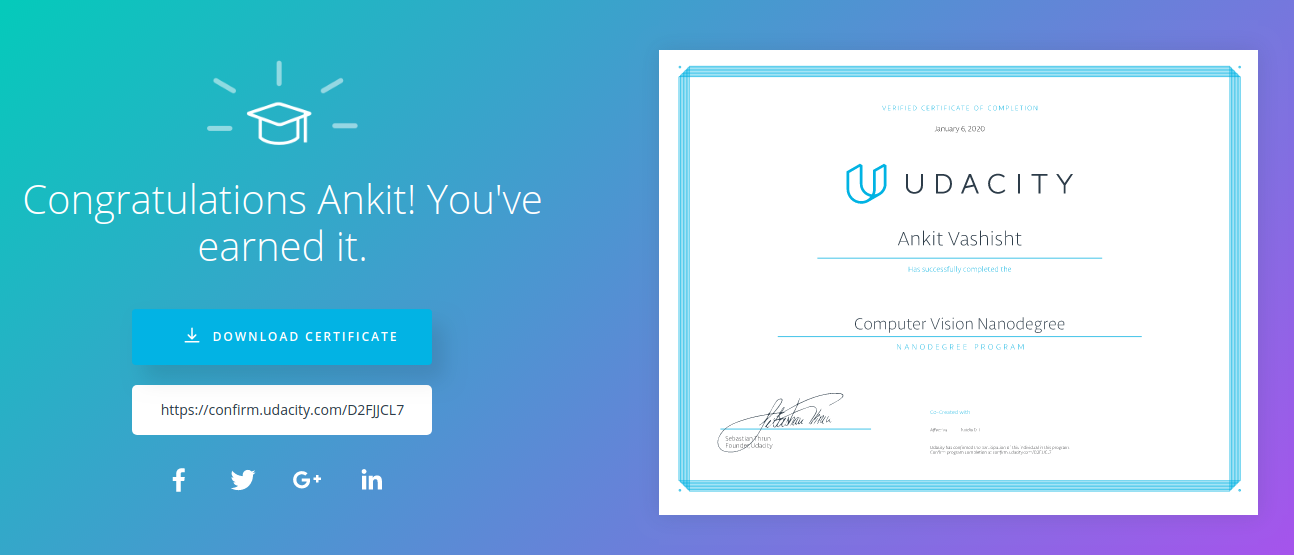 Congratulations Ankit! You've
earned it.
DOWNLOAD CERTIFICATE
https://confirm.udacity.com/D2FJJCL7
VERIFIED CERTIFICATE OF COMPLETION
January 6, 2020
UDACITY
Ankit Vashisht
Has successfully completed the
Computer Vision Nanodegree
NANODEGREE PROGRAM
Sebastian Thrun
Founder, Udacity
Co-Created with